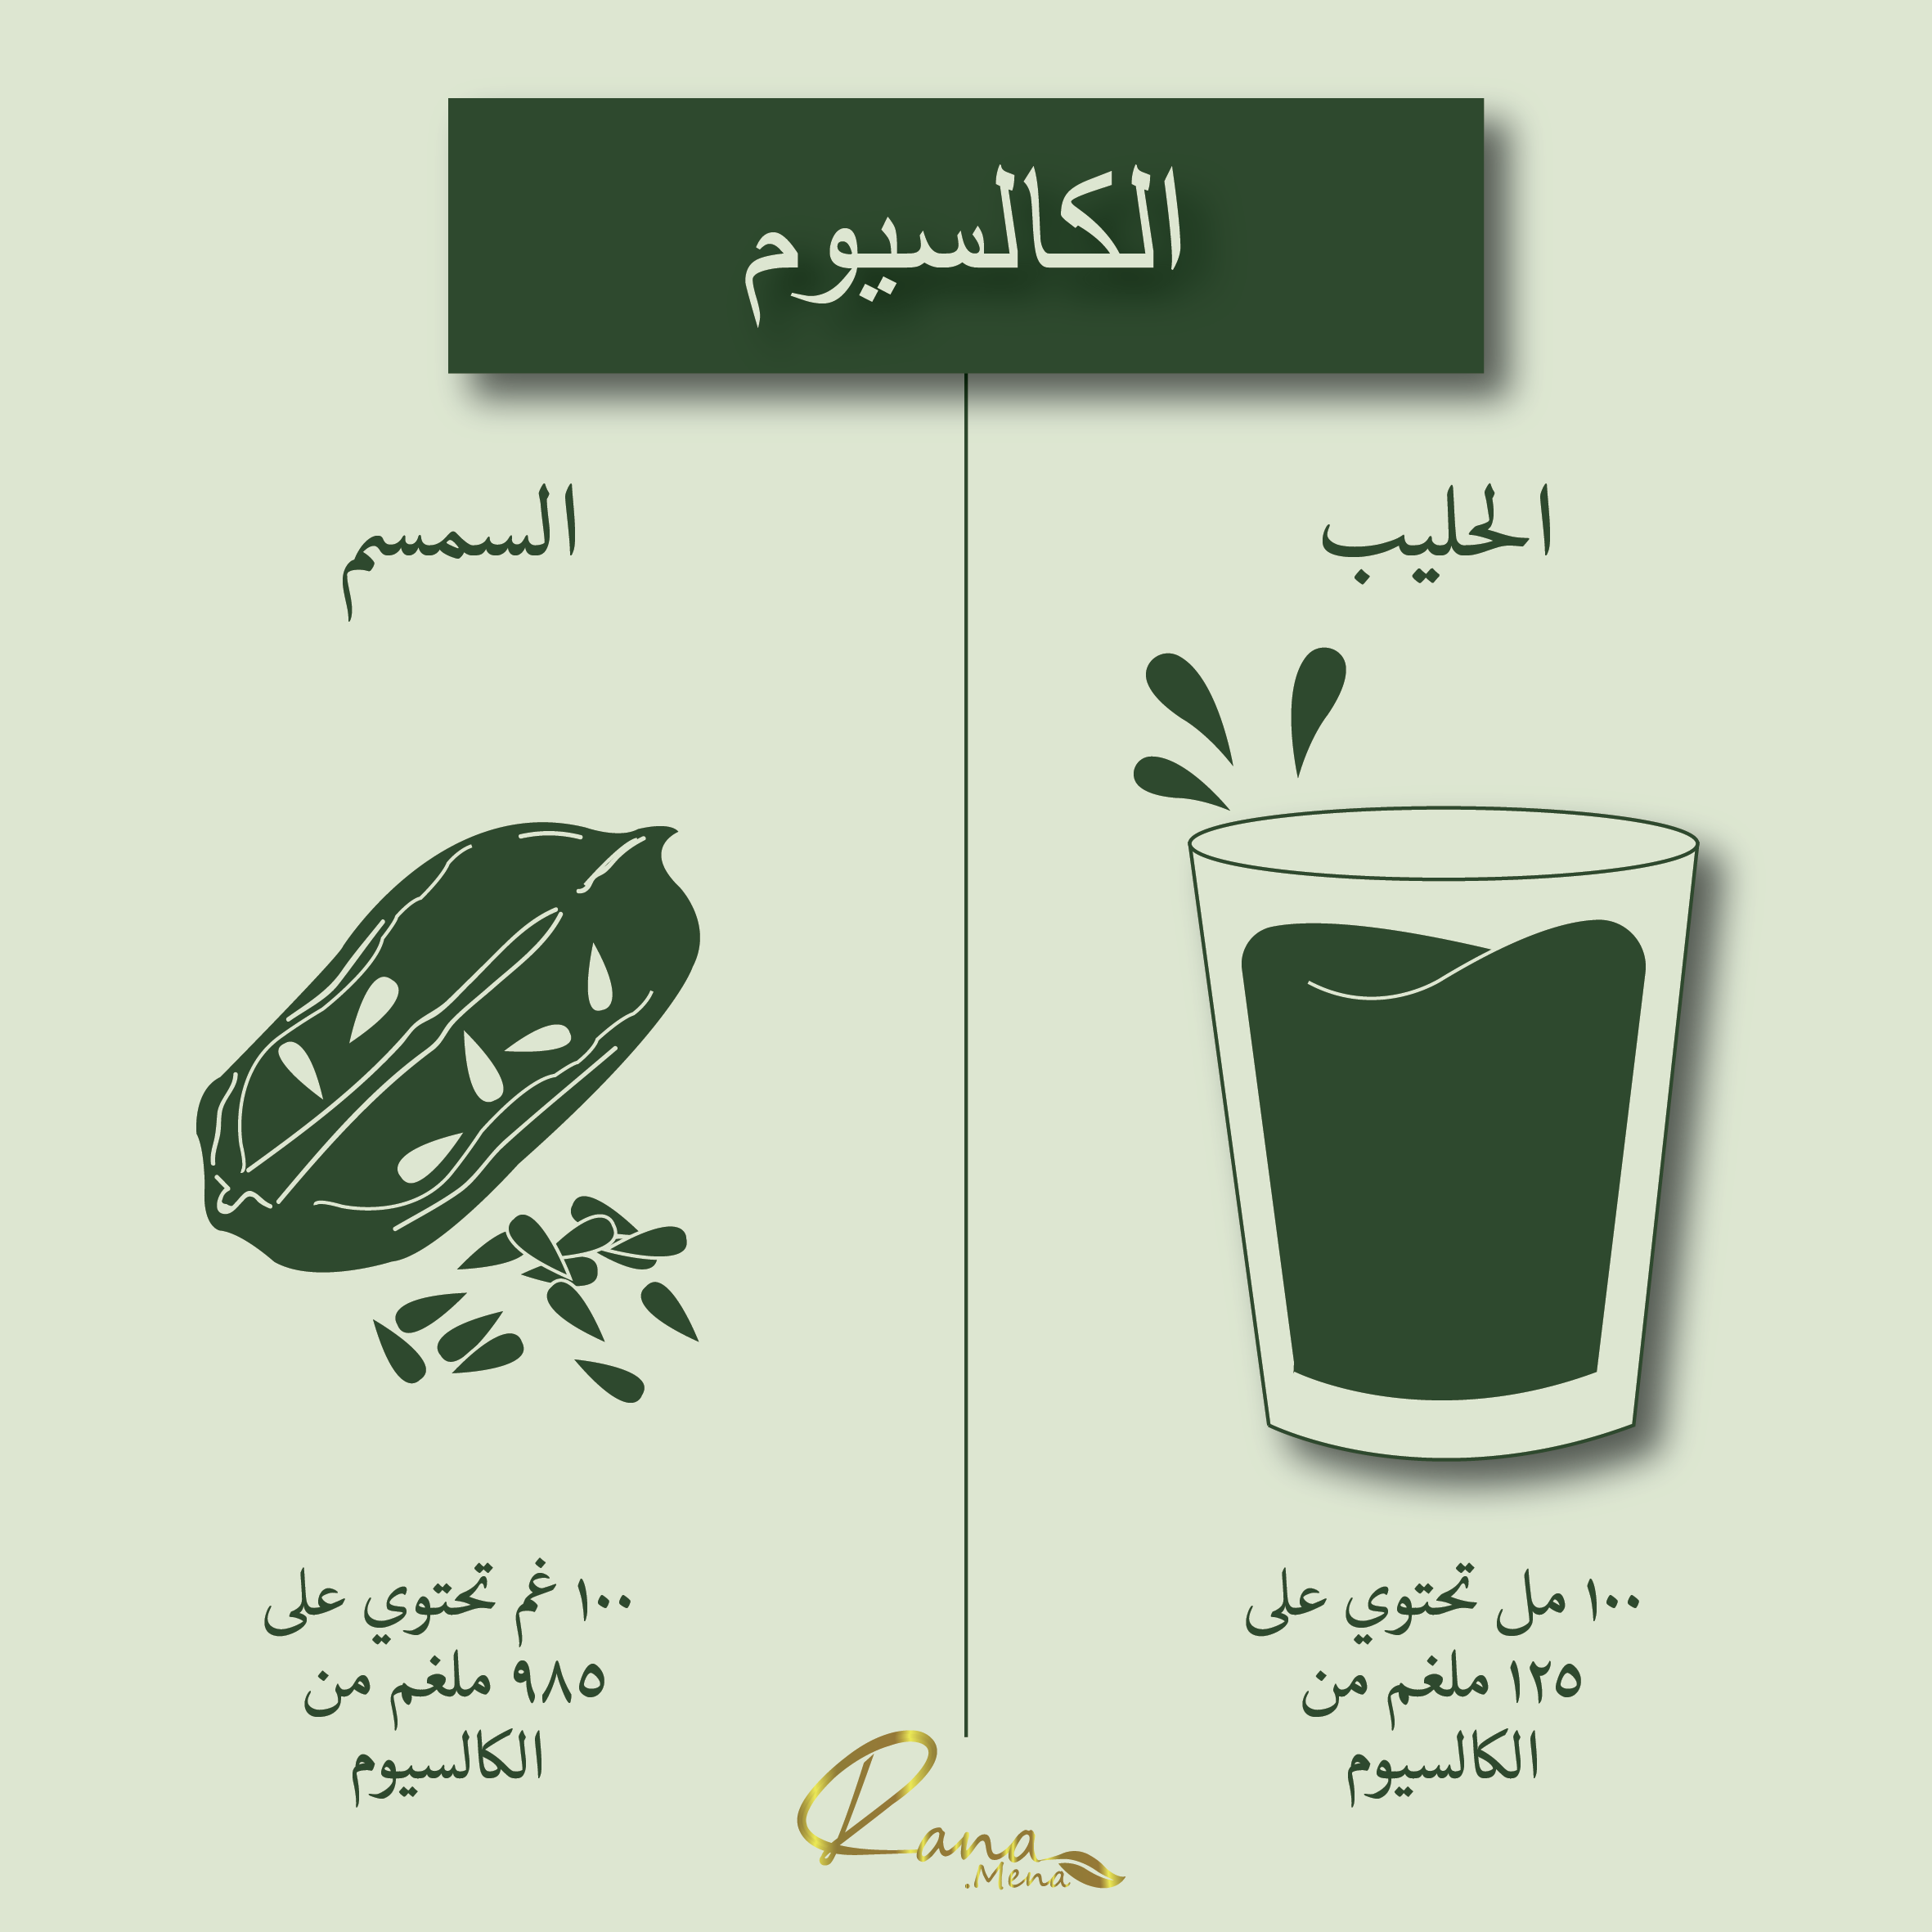 الكالسيوم
الحليب
١٠٠ مل تحتوي على
١٢٥ ملغم من
الكالسيوم
السمسم
١٠٠ غم تحتوي على
٩٨٥ ملغم من
الكالسيوم
Rana
.Mena